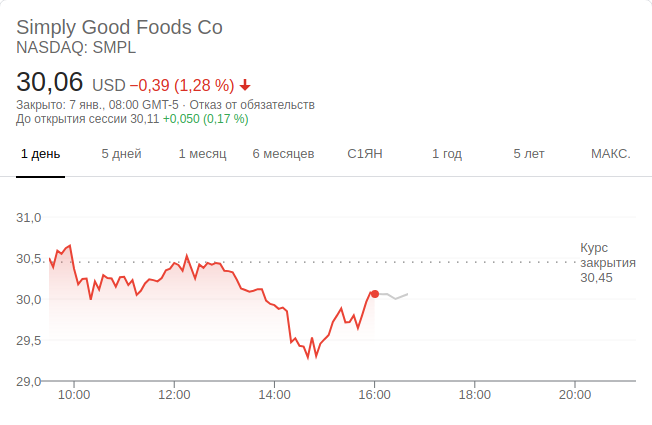 Simply Good Foods Co
NASDAQ: SMPL
30,06 USD −0,39 (1,28 %)
Закрыто: 7 янв., 08:00 GMT-5 · Отказ от обязательств
До открытия сессии 30,11 +0,050 (0,17 %)
1 день 5 дней 1 месяц 6 месяцев С1ЯН 1 год 5 лет МАКС.
31,0
30,5
30,0
29,5
29,0
Курс
закрытия
30,45
10:00 12:00 14:00 16:00 18:00 20:00